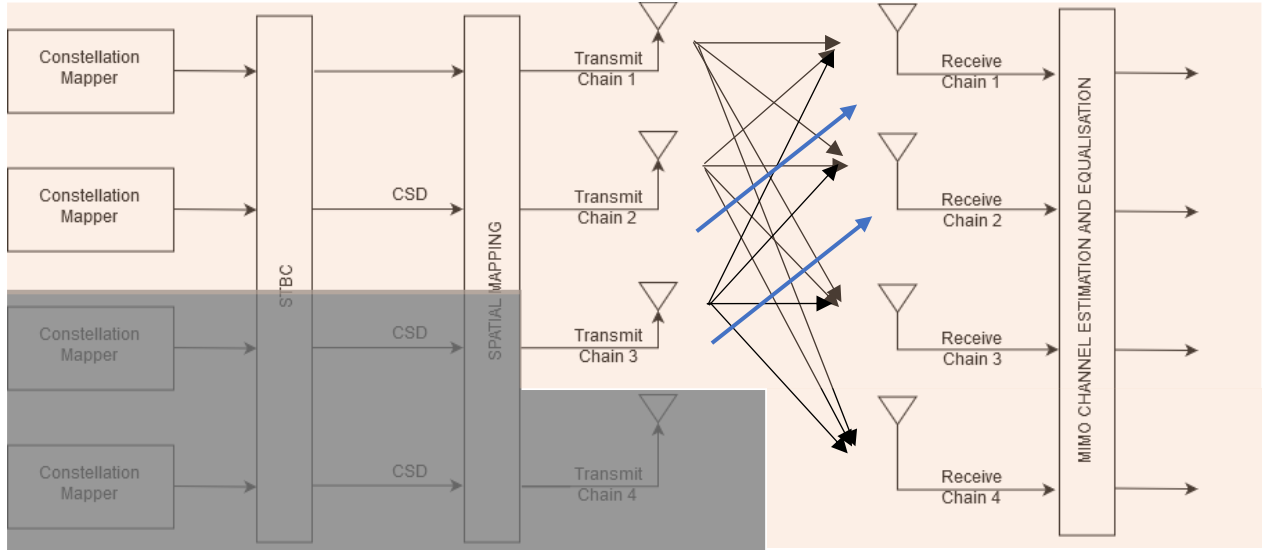 Constellation
Mapper
Transmit
Chain 1
Receive
Chain 1
Constellation
Mapper
CSD
Transmit
Chain 2
Receive
Chain 2
STBC
SPATIAL MAPPING
MIMO CHANNEL ESTIMATION AND EQUALISATION
Constellation
Mapper
CSD
Transmit
Chain 3
Receive
Chain 3
Constellation
Mapper
CSD
Transmit
Chain 4
Receive
Chain 4